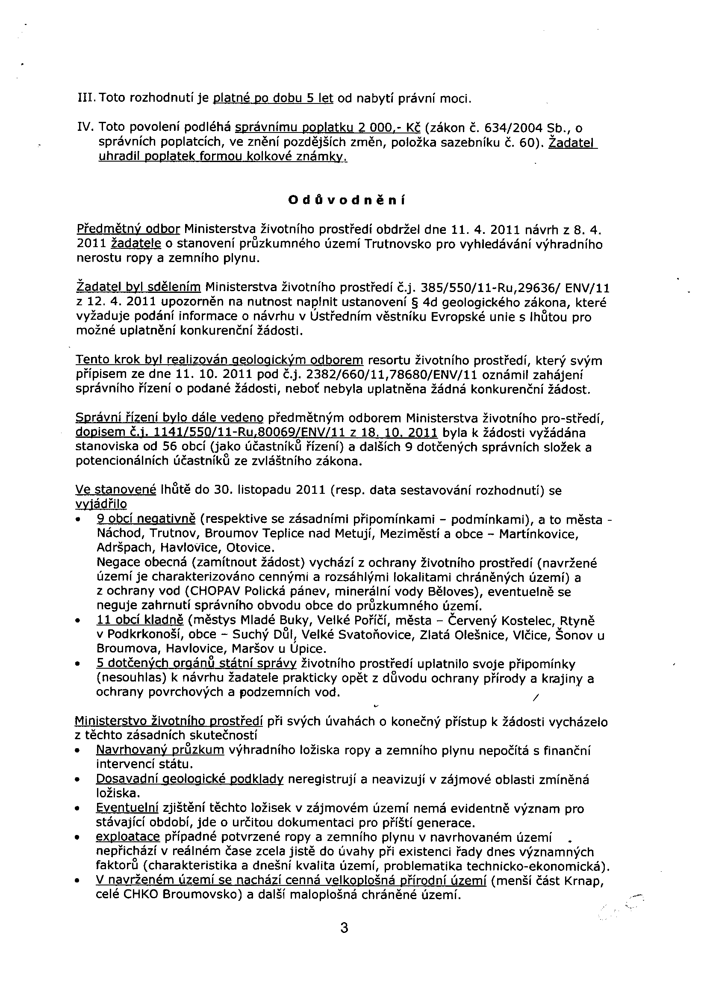 III. Toto rozhodnutí je platné po dobu 5 let od nabytí právní moci.
IV. Toto povolení podléhá správnímu poplatku 2 000,- Kč (zákon č. 634/2004 Sb., o
správních poplatcích, ve znění pozdějších změn, položka sazebníku č. 60). Žadatel
uhradil poplatek formou kolkové známky.
Odůvodnění
Předmětný odbor Ministerstva životního prostředí obdržel dne 11. 4. 2011 návrh z 8. 4.
2011 žadatele o stanovení průzkumného území Trutnovsko pro vyhledávání výhradního
nerostu ropy a zemního plynu.
Žadatel byl sdělením Ministerstva životního prostředí č.j. 385/550/11-Ru,29636/ ENV/11
z 12. 4. 2011 upozorněn na nutnost naplnit ustanovení § 4d geologického zákona, které
vyžaduje podání informace o návrhu v Ústředním věstníku Evropské unie s lhůtou pro
možné uplatnění konkurenční žádosti.
Tento krok byl realizován geologickým odborem resortu životního prostředí, který svým
přípisem ze dne 11. 10. 2011 pod č.j. 2382/660/11,78680/ENV/11 oznámil zahájení
správního řízení o podané žádosti, neboť nebyla uplatněna žádná konkurenční žádost.
Správní řízení bylo dále vedeno předmětným odborem Ministerstva životního pro-středí,
dopisem č.j. 1141/550/11-Ru,80069/ENV/11 z 18. 10. 2011 byla k žádosti vyžádána
stanoviska od 56 obcí (jako účastníků řízení) a dalších 9 dotčených správních složek a
potencionálních účastníků ze zvláštního zákona.
Ve stanovené lhůtě do 30. listopadu 2011 (resp. data sestavování rozhodnutí) se
vyjádřilo
• 9 obcí negativně (respektive se zásadními připomínkami – podmínkami), a to města -
Náchod, Trutnov, Broumov Teplice nad Metují, Meziměstí a obce – Martínkovice,
Adršpach, Havlovice, Otovice.
Negace obecná (zamítnout žádost) vychází z ochrany životního prostředí (navržené
území je charakterizováno cennými a rozsáhlými lokalitami chráněných území) a
z ochrany vod (CHOPAV Polická pánev, minerální vody Běloves), eventuelně se
neguje zahrnutí správního obvodu obce do průzkumného území.
• 11 obcí kladně (městys Mladé Buky, Velké Poříčí, města – Červený Kostelec, Rtyně
v Podkrkonoší, obce – Suchý Důl, Velké Svatoňovice, Zlatá Olešnice, Vlčice, Šonov u
Broumova, Havlovice, Maršov u Úpice.
• 5 dotčených orgánů státní správy životního prostředí uplatnilo svoje připomínky
(nesouhlas) k návrhu žadatele prakticky opět z důvodu ochrany přírody a krajiny a
ochrany povrchových a podzemních vod.
Ministerstvo životního prostředí při svých úvahách o konečný přístup k žádosti vycházelo
z těchto zásadních skutečností
• Navrhovaný průzkum výhradního ložiska ropy a zemního plynu nepočítá s finanční
intervencí státu.
• Dosavadní geologické podklady neregistrují a neavizují v zájmové oblasti zmíněná
ložiska.
• Eventuelní zjištění těchto ložisek v zájmovém území nemá evidentně význam pro
stávající období, jde o určitou dokumentaci pro příští generace.
• exploatace případné potvrzené ropy a zemního plynu v navrhovaném území
nepřichází v reálném čase zcela jistě do úvahy při existenci řady dnes významných
faktorů (charakteristika a dnešní kvalita území, problematika technicko-ekonomická).
• V navrženém území se nachází cenná velkoplošná přírodní území (menší část Krnap,
celé CHKO Broumovsko) a další maloplošná chráněné území.
3